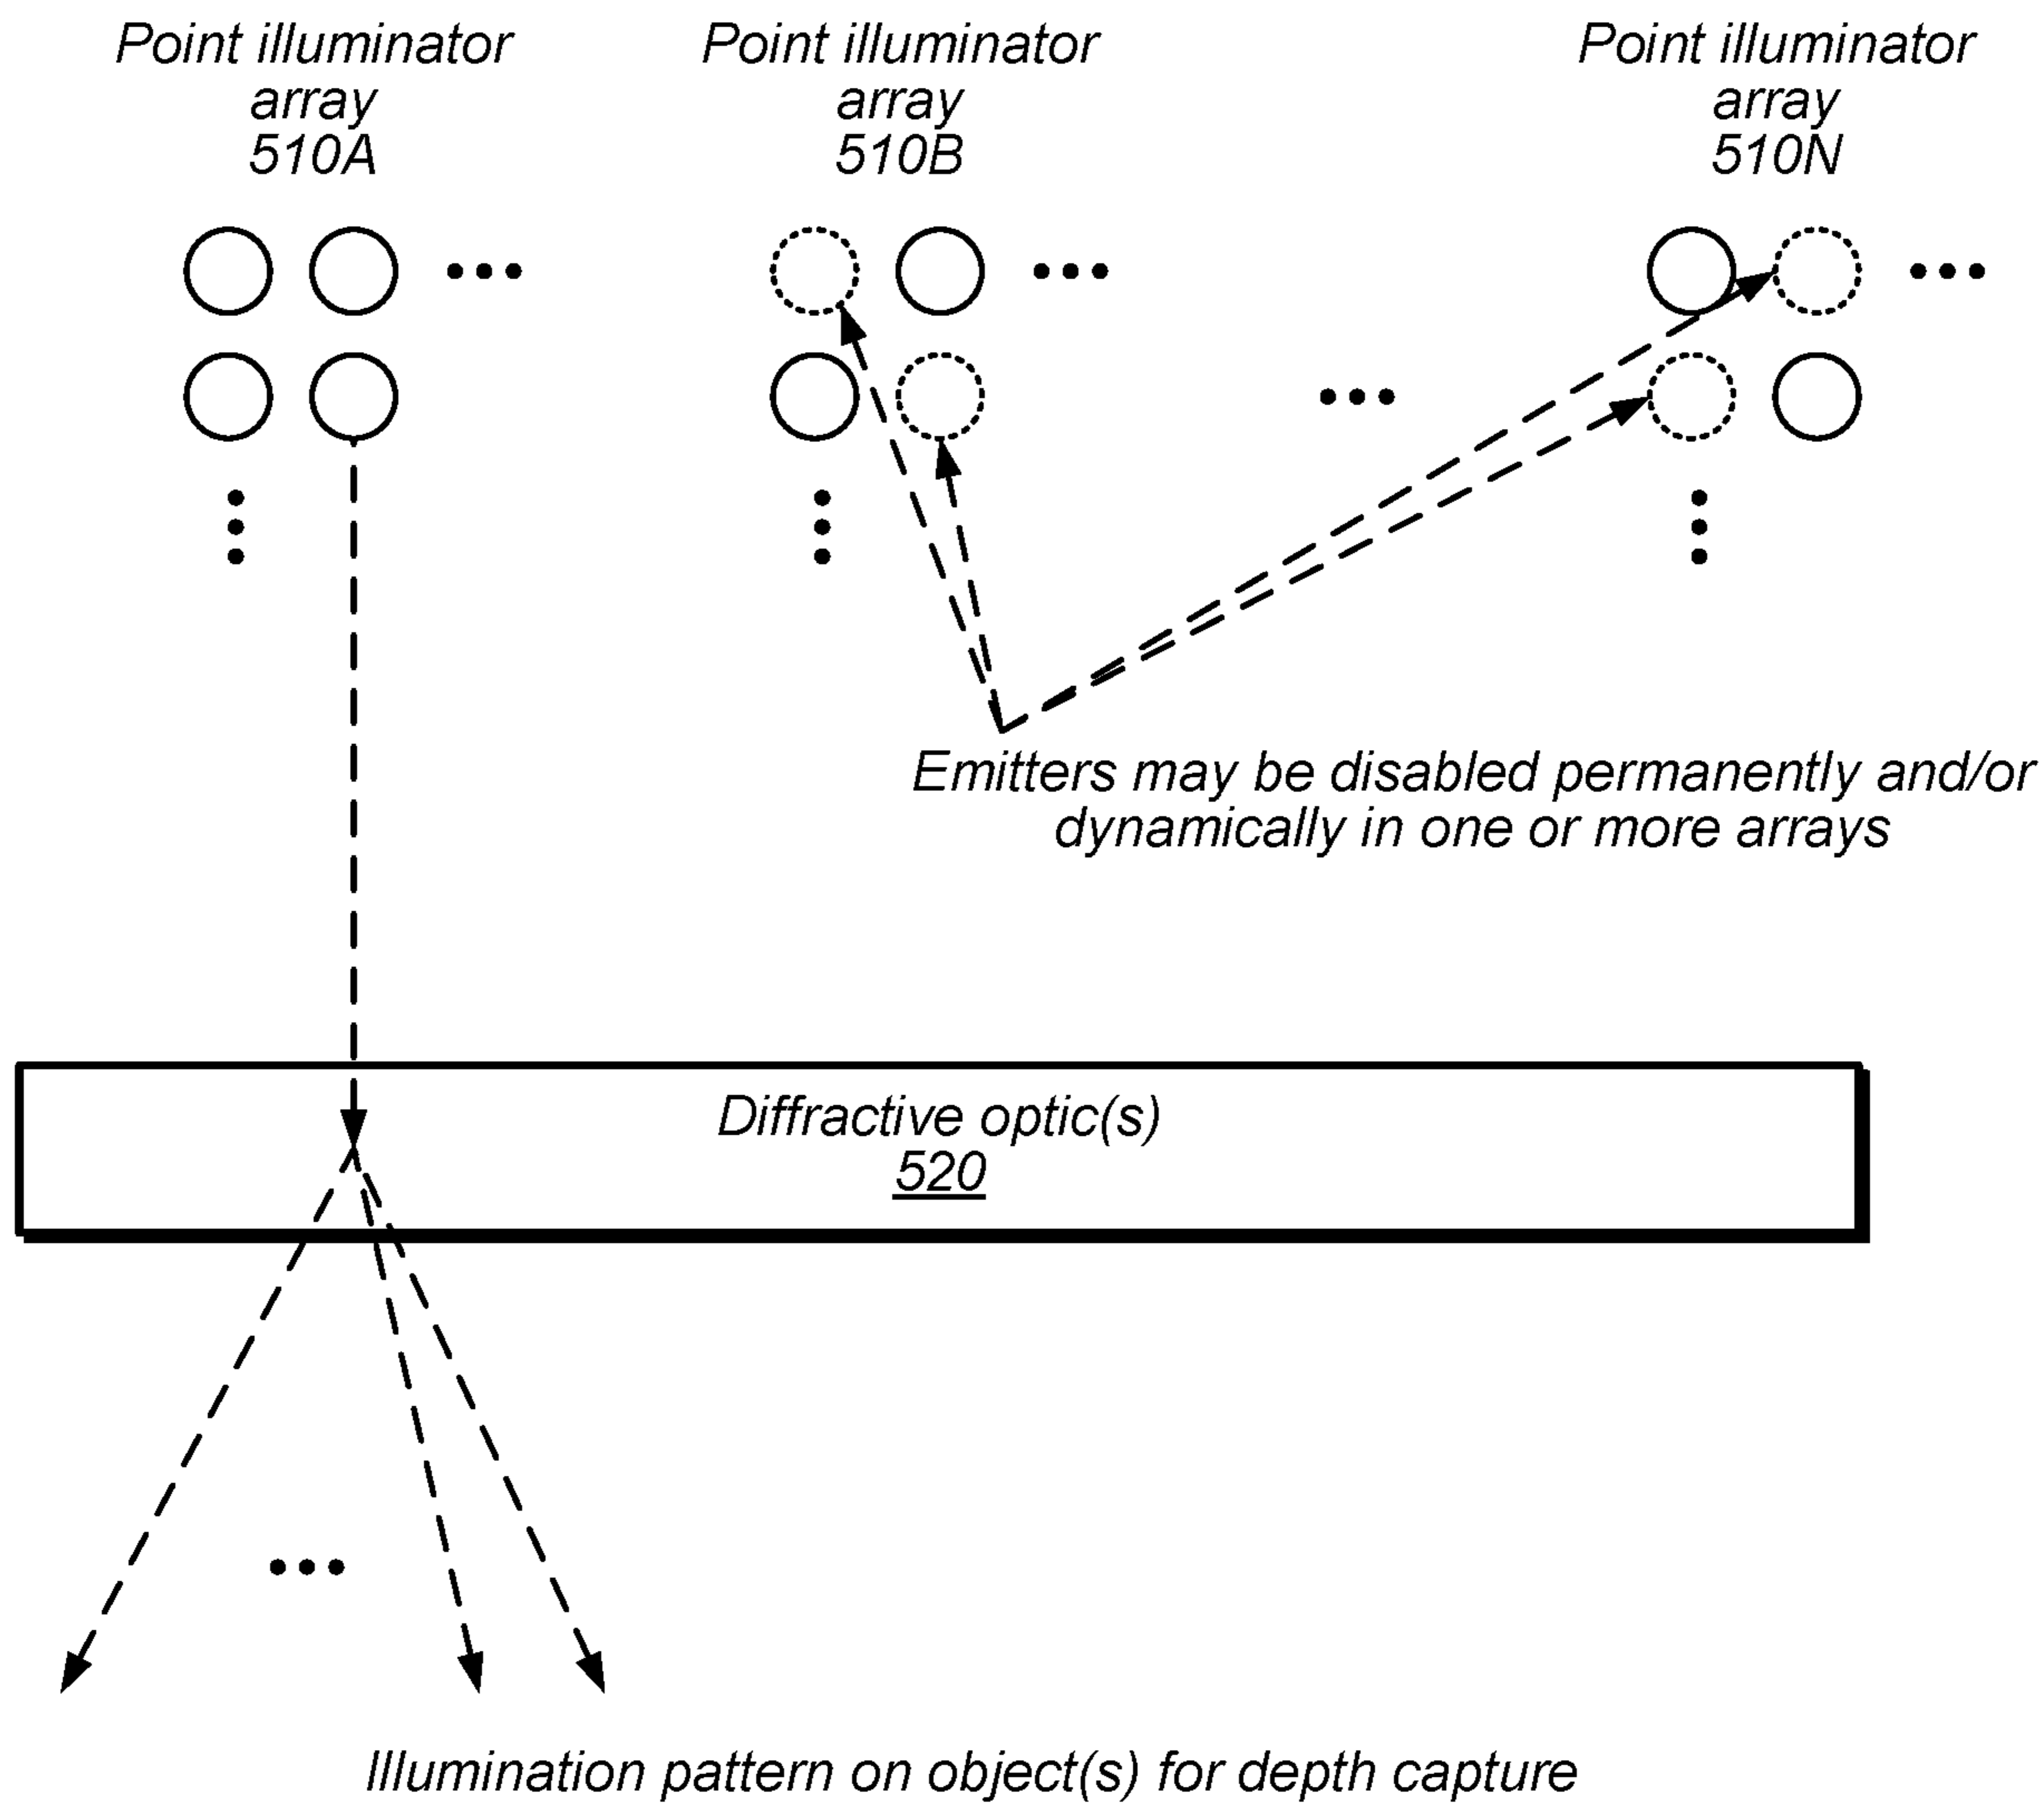 Point illuminator
array
510A
Point illuminator
array
510B
Point illuminator
array
510N
Emitters may be disabled permanently and/or
dynamically in one or more arrays
Diffractive optic(s)
520
Illumination pattern on object(s) for depth capture